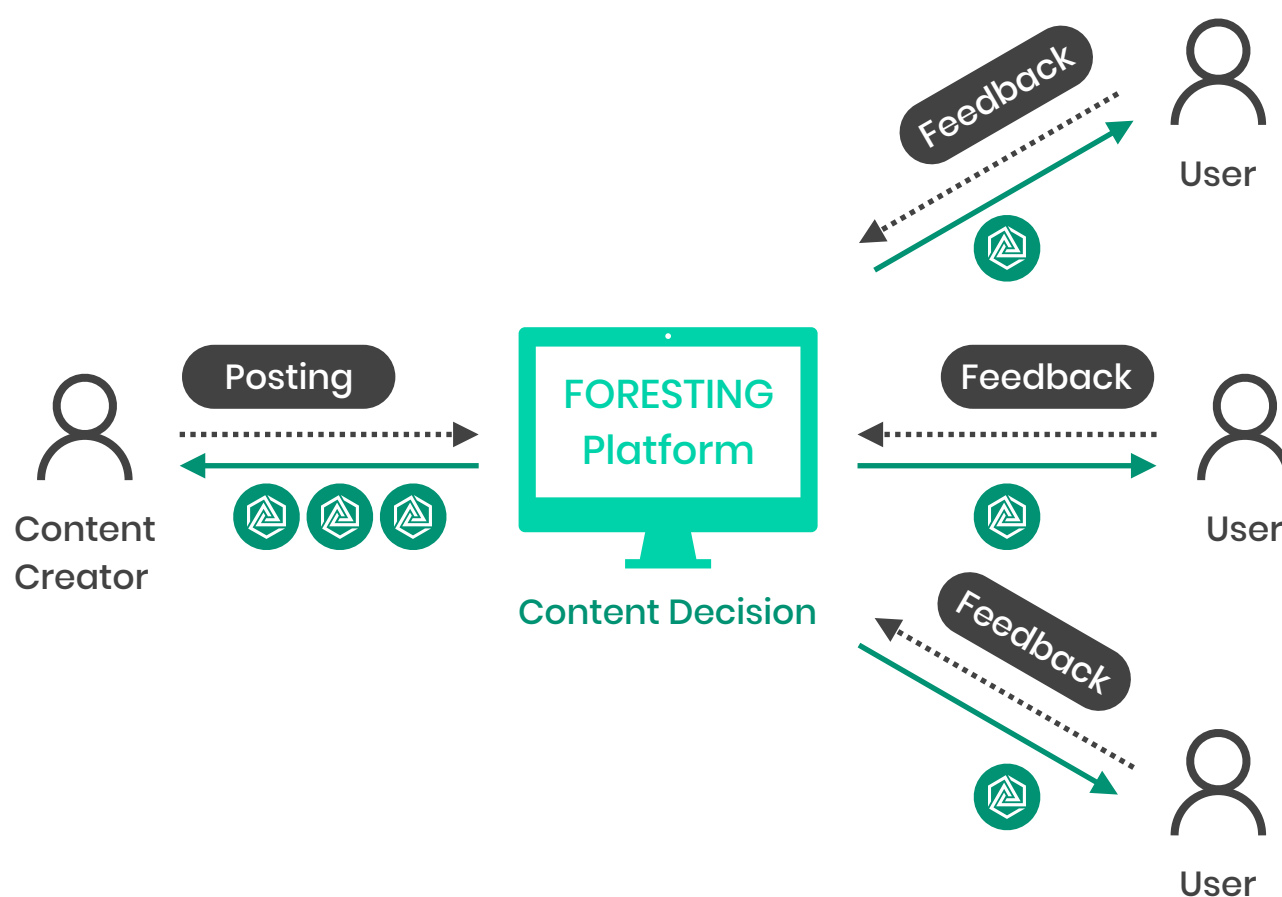 Feedback
User
Posting
FORESTING
Platform
Feedback
Content
Creator
User
Content Decision
Feedback
User